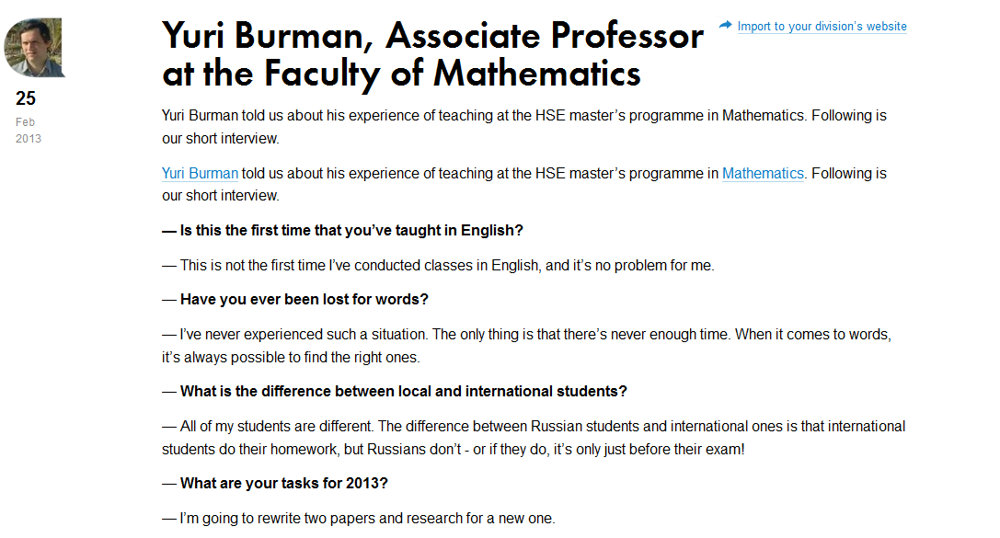 Yuri Burman, Associate Professor
at the Faculty of Mathematics
Import to your division's website
25
Feb
2013
Yuri Burman told us about his experience of teaching at the HSE master's programme in Mathematics. Following is
our short interview.
Yuri Burman told us about his experience of teaching at the HSE master's programme in Mathematics. Following is
our short interview.
— Is this the first time that you've taught in English?
— This is not the first time I've conducted classes in English, and it's no problem for me.
— Have you ever been lost for words?
— I've never experienced such a situation. The only thing is that there's never enough time. When it comes to words,
it's always possible to find the right ones.
— What is the difference between local and international students?
— All of my students are different. The difference between Russian students and international ones is that international
students do their homework, but Russians don't - or if they do, it's only just before their exam!
— What are your tasks for 2013?
— I'm going to rewrite two papers and research for a new one.